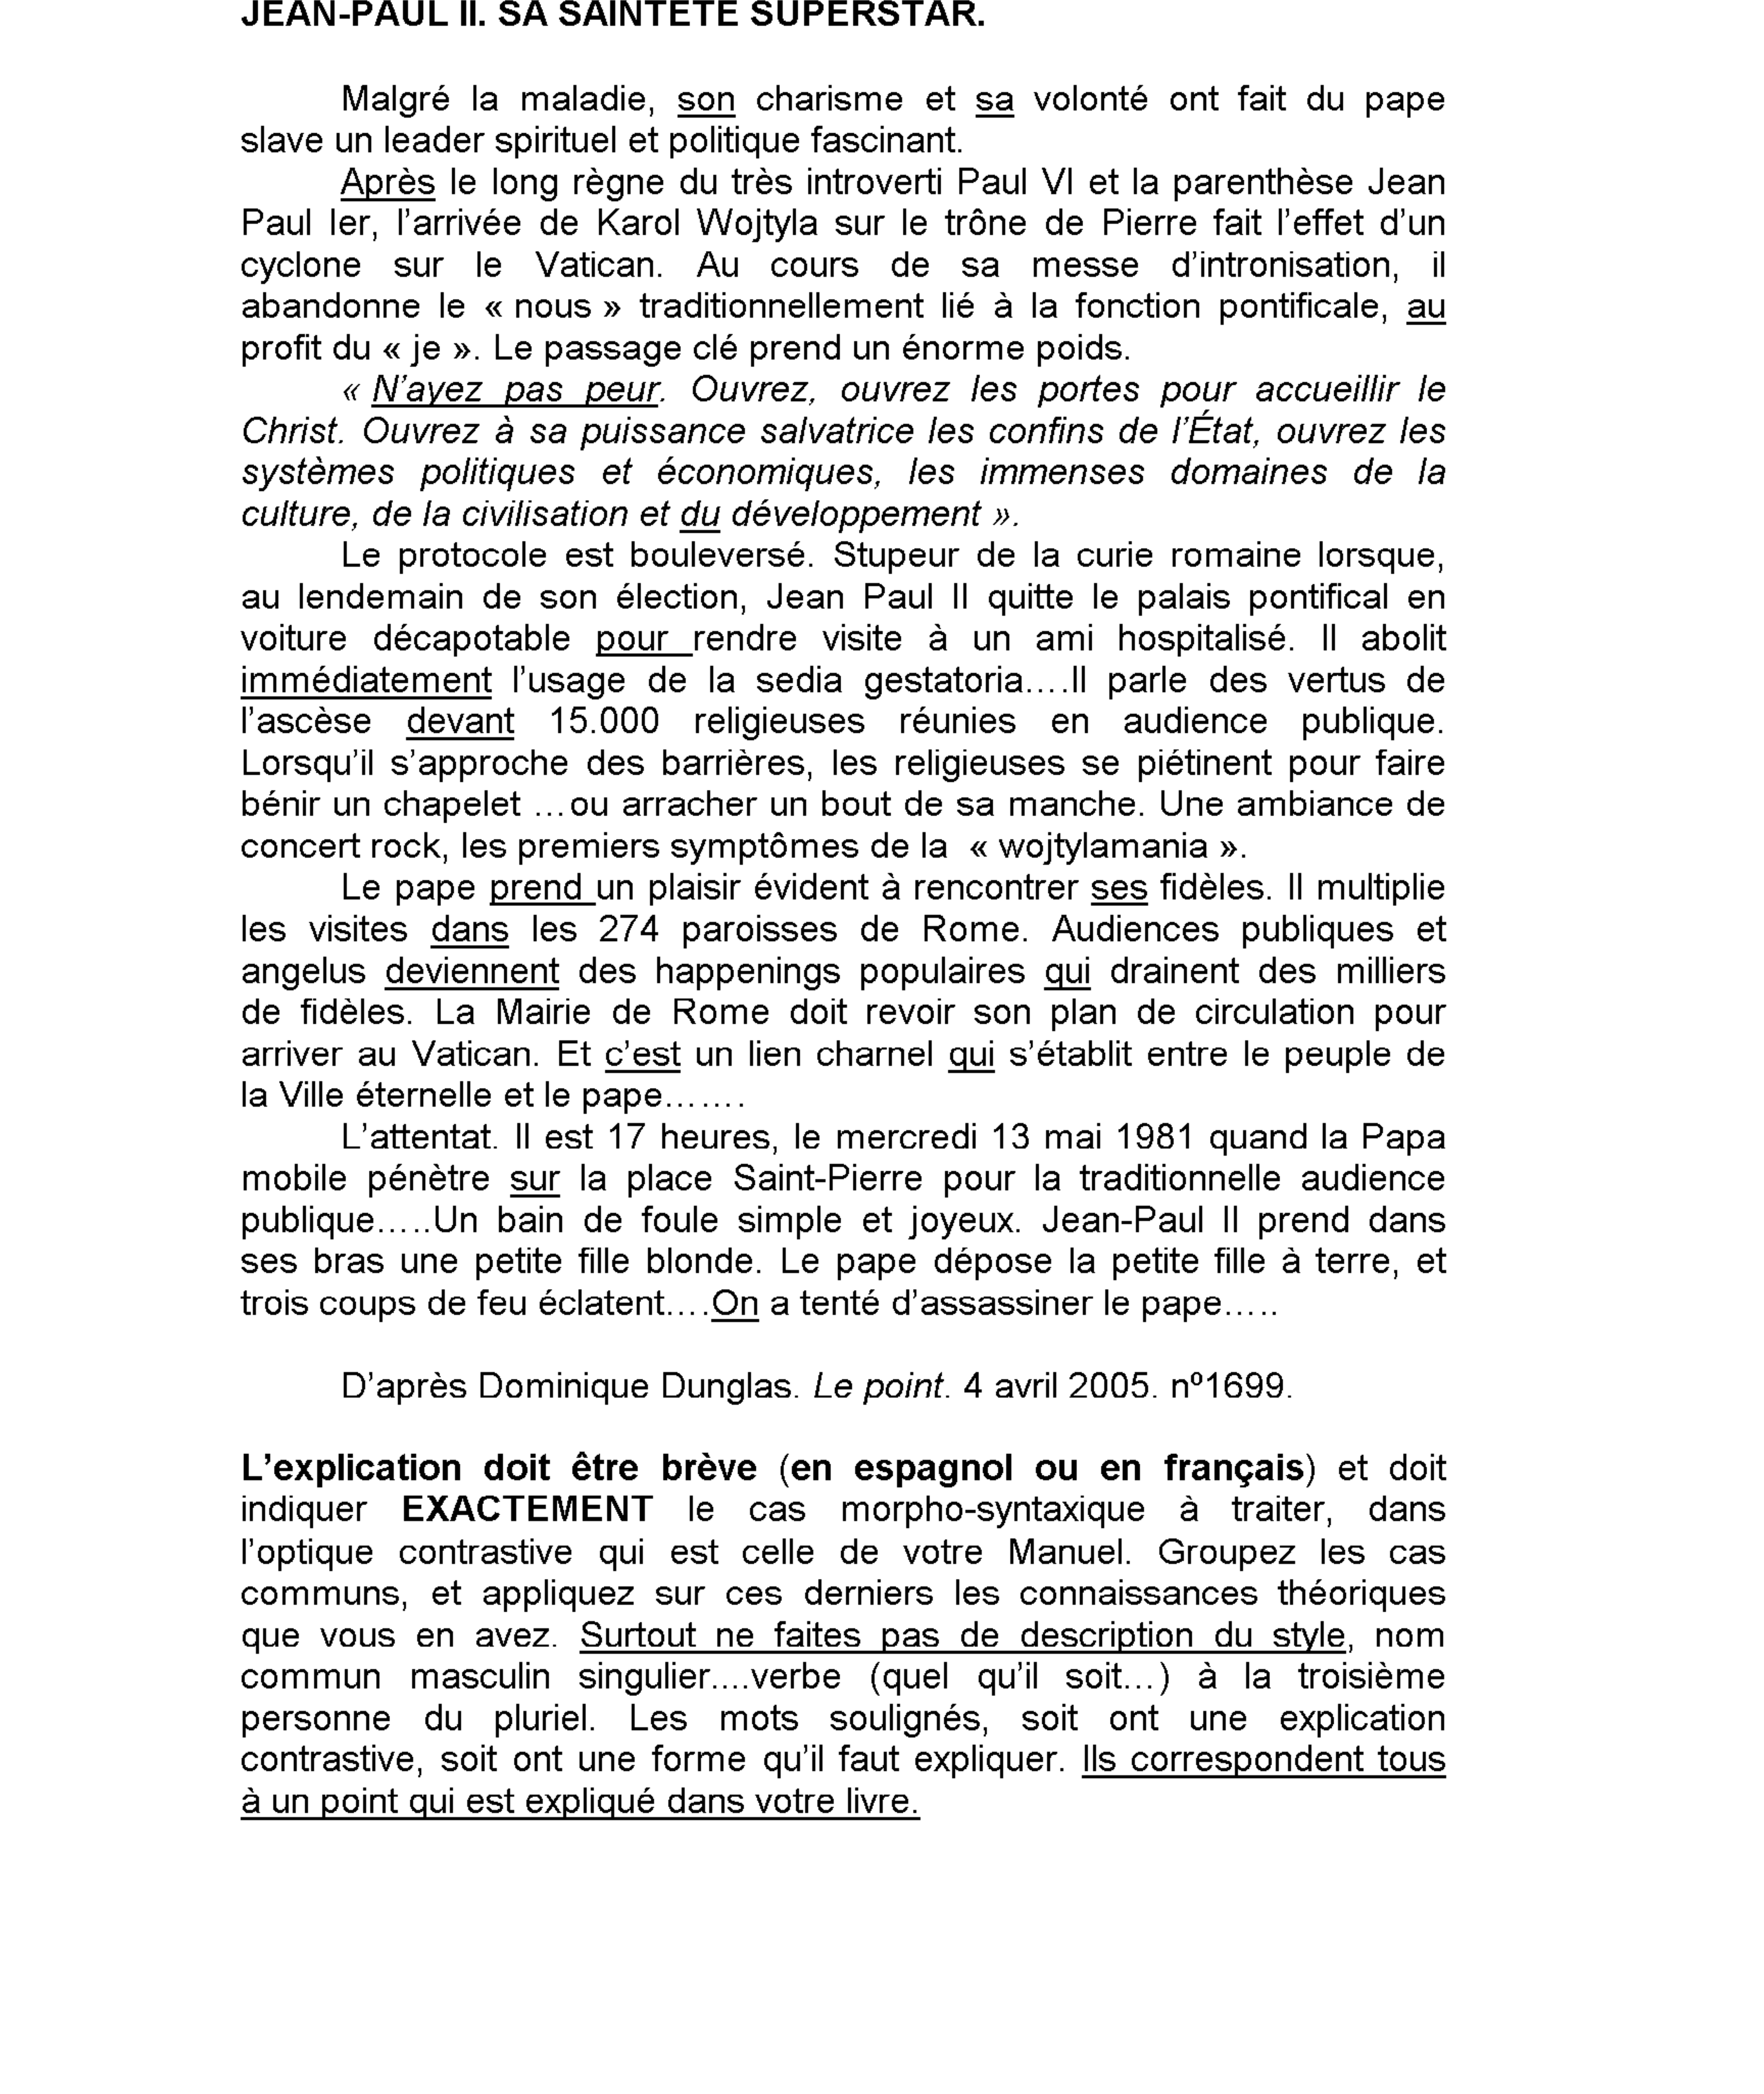 JEAN-PAUL II. SA SAINTETE SUPERSTAR.
Malgré la maladie, son charisme et sa volonté ont fait du pape
slave un leader spirituel et politique fascinant.
Après le long règne du très introverti Paul VI et la parenthèse Jean
Paul Ier, l’arrivée de Karol Wojtyla sur le trône de Pierre fait l’effet d’un
cyclone sur le Vatican. Au cours de sa messe d’intronisation, il
abandonne le « nous » traditionnellement lié à la fonction pontificale, au
profit du « je ». Le passage clé prend un énorme poids.
« N’ayez pas peur. Ouvrez, ouvrez les portes pour accueillir le
Christ. Ouvrez à sa puissance salvatrice les confins de l’État, ouvrez les
systèmes politiques et économiques, les immenses domaines de la
culture, de la civilisation et du développement ».
Le protocole est bouleversé. Stupeur de la curie romaine lorsque,
au lendemain de son élection, Jean Paul II quitte le palais pontifical en
voiture décapotable pour rendre visite à un ami hospitalisé. Il abolit
immédiatement l’usage de la sedia gestatoria….Il parle des vertus de
l’ascèse devant 15.000 religieuses réunies en audience publique.
Lorsqu’il s’approche des barrières, les religieuses se piétinent pour faire
bénir un chapelet …ou arracher un bout de sa manche. Une ambiance de
concert rock, les premiers symptômes de la « wojtylamania ».
Le pape prend un plaisir évident à rencontrer ses fidèles. Il multiplie
les visites dans les 274 paroisses de Rome. Audiences publiques et
angelus deviennent des happenings populaires qui drainent des milliers
de fidèles. La Mairie de Rome doit revoir son plan de circulation pour
arriver au Vatican. Et c’est un lien charnel qui s’établit entre le peuple de
la Ville éternelle et le pape…….
L’attentat. Il est 17 heures, le mercredi 13 mai 1981 quand la Papa
mobile pénètre sur la place Saint-Pierre pour la traditionnelle audience
publique…..Un bain de foule simple et joyeux. Jean-Paul II prend dans
ses bras une petite fille blonde. Le pape dépose la petite fille à terre, et
trois coups de feu éclatent….On a tenté d’assassiner le pape…..
D’après Dominique Dunglas. Le point. 4 avril 2005. nº1699.
L’explication doit être brève (en espagnol ou en français) et doit
indiquer EXACTEMENT le cas morpho-syntaxique à traiter, dans
l’optique contrastive qui est celle de votre Manuel. Groupez les cas
communs, et appliquez sur ces derniers les connaissances théoriques
que vous en avez. Surtout ne faites pas de description du style, nom
commun masculin singulier....verbe (quel qu’il soit...) à la troisième
personne du pluriel. Les mots soulignés, soit ont une explication
contrastive, soit ont une forme qu’il faut expliquer. Ils correspondent tous
à un point qui est expliqué dans votre livre.